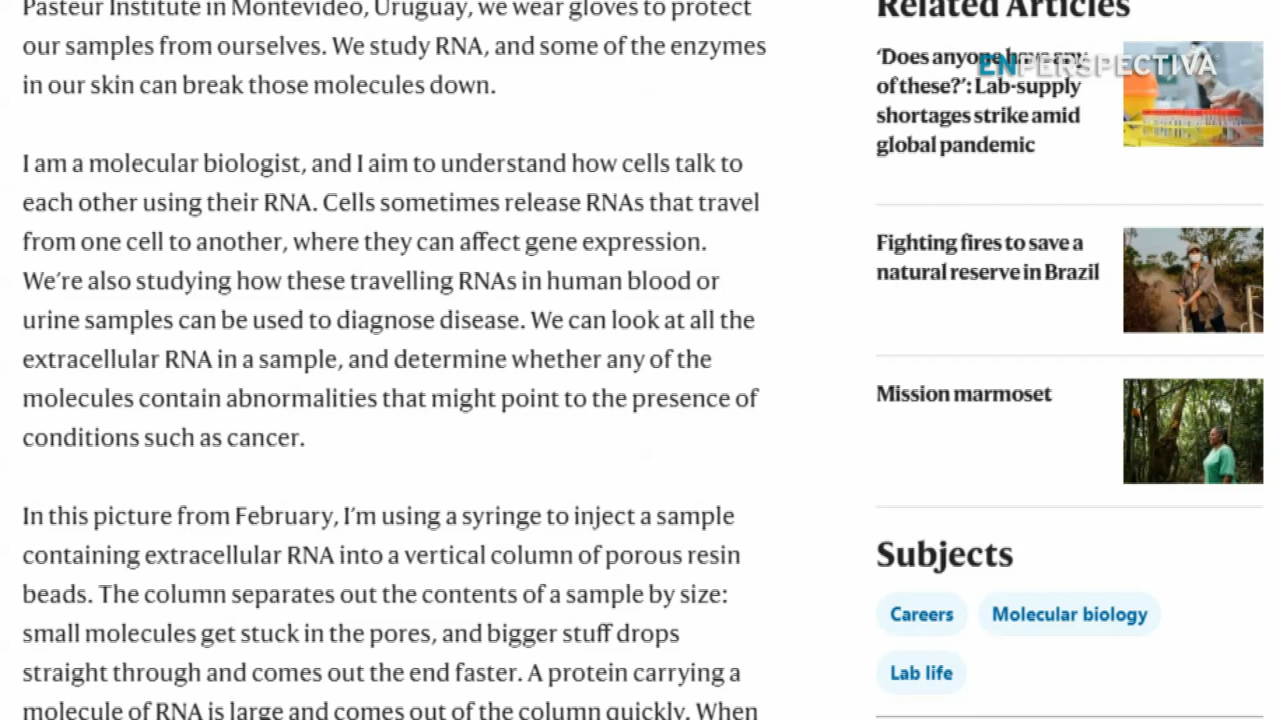 Pasteur Institute in Montevideo, Uruguay, we wear gloves to protect
our samples from ourselves. We study RNA, and some of the enzymes
in our skin can break those molecules down.
I am a molecular biologist, and I aim to understand how cells talk to
each other using their RNA. Cells sometimes release RNAs that travel
from one cell to another, where they can affect gene expression.
We’re also studying how these travelling RNAs in human blood or
urine samples can be used to diagnose disease. We can look at all the
extracellular RNA in a sample, and determine whether any of the
molecules contain abnormalities that might point to the presence of
conditions such as cancer.
In this picture from February, I’m using a syringe to inject a sample
containing extracellular RNA into a vertical column of porous resin
beads. The column separates out the contents of a sample by size:
small molecules get stuck in the pores, and bigger stuff drops
straight through and comes out the end faster. A protein carrying a
molecule of RNA is large and comes out of the column quickly. When
Related Articles
‘Does anyone have any
of these?’: Lab-supply
shortages strike amid
global pandemic
ENPERSPECTIVA
Fighting fires to save a
natural reserve in Brazil
Mission marmoset
Subjects
Careers
Molecular biology
Lab life